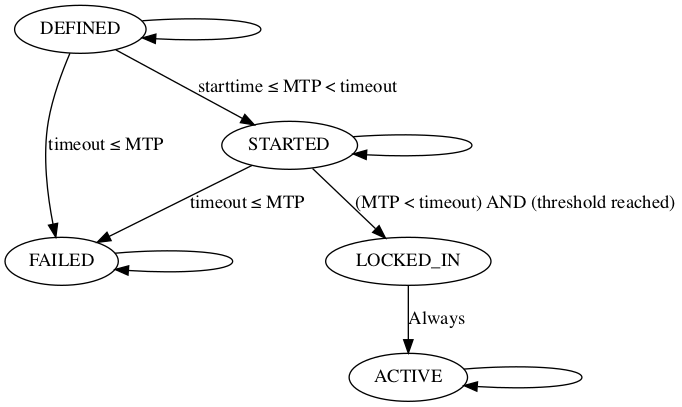 DEFINED
starttime ≤ MTP < timeout
timeout ≤ MTP
STARTED
timeout ≤ MTP
(MTP < timeout) AND (threshold reached)
FAILED
LOCKED_IN
Always
ACTIVE